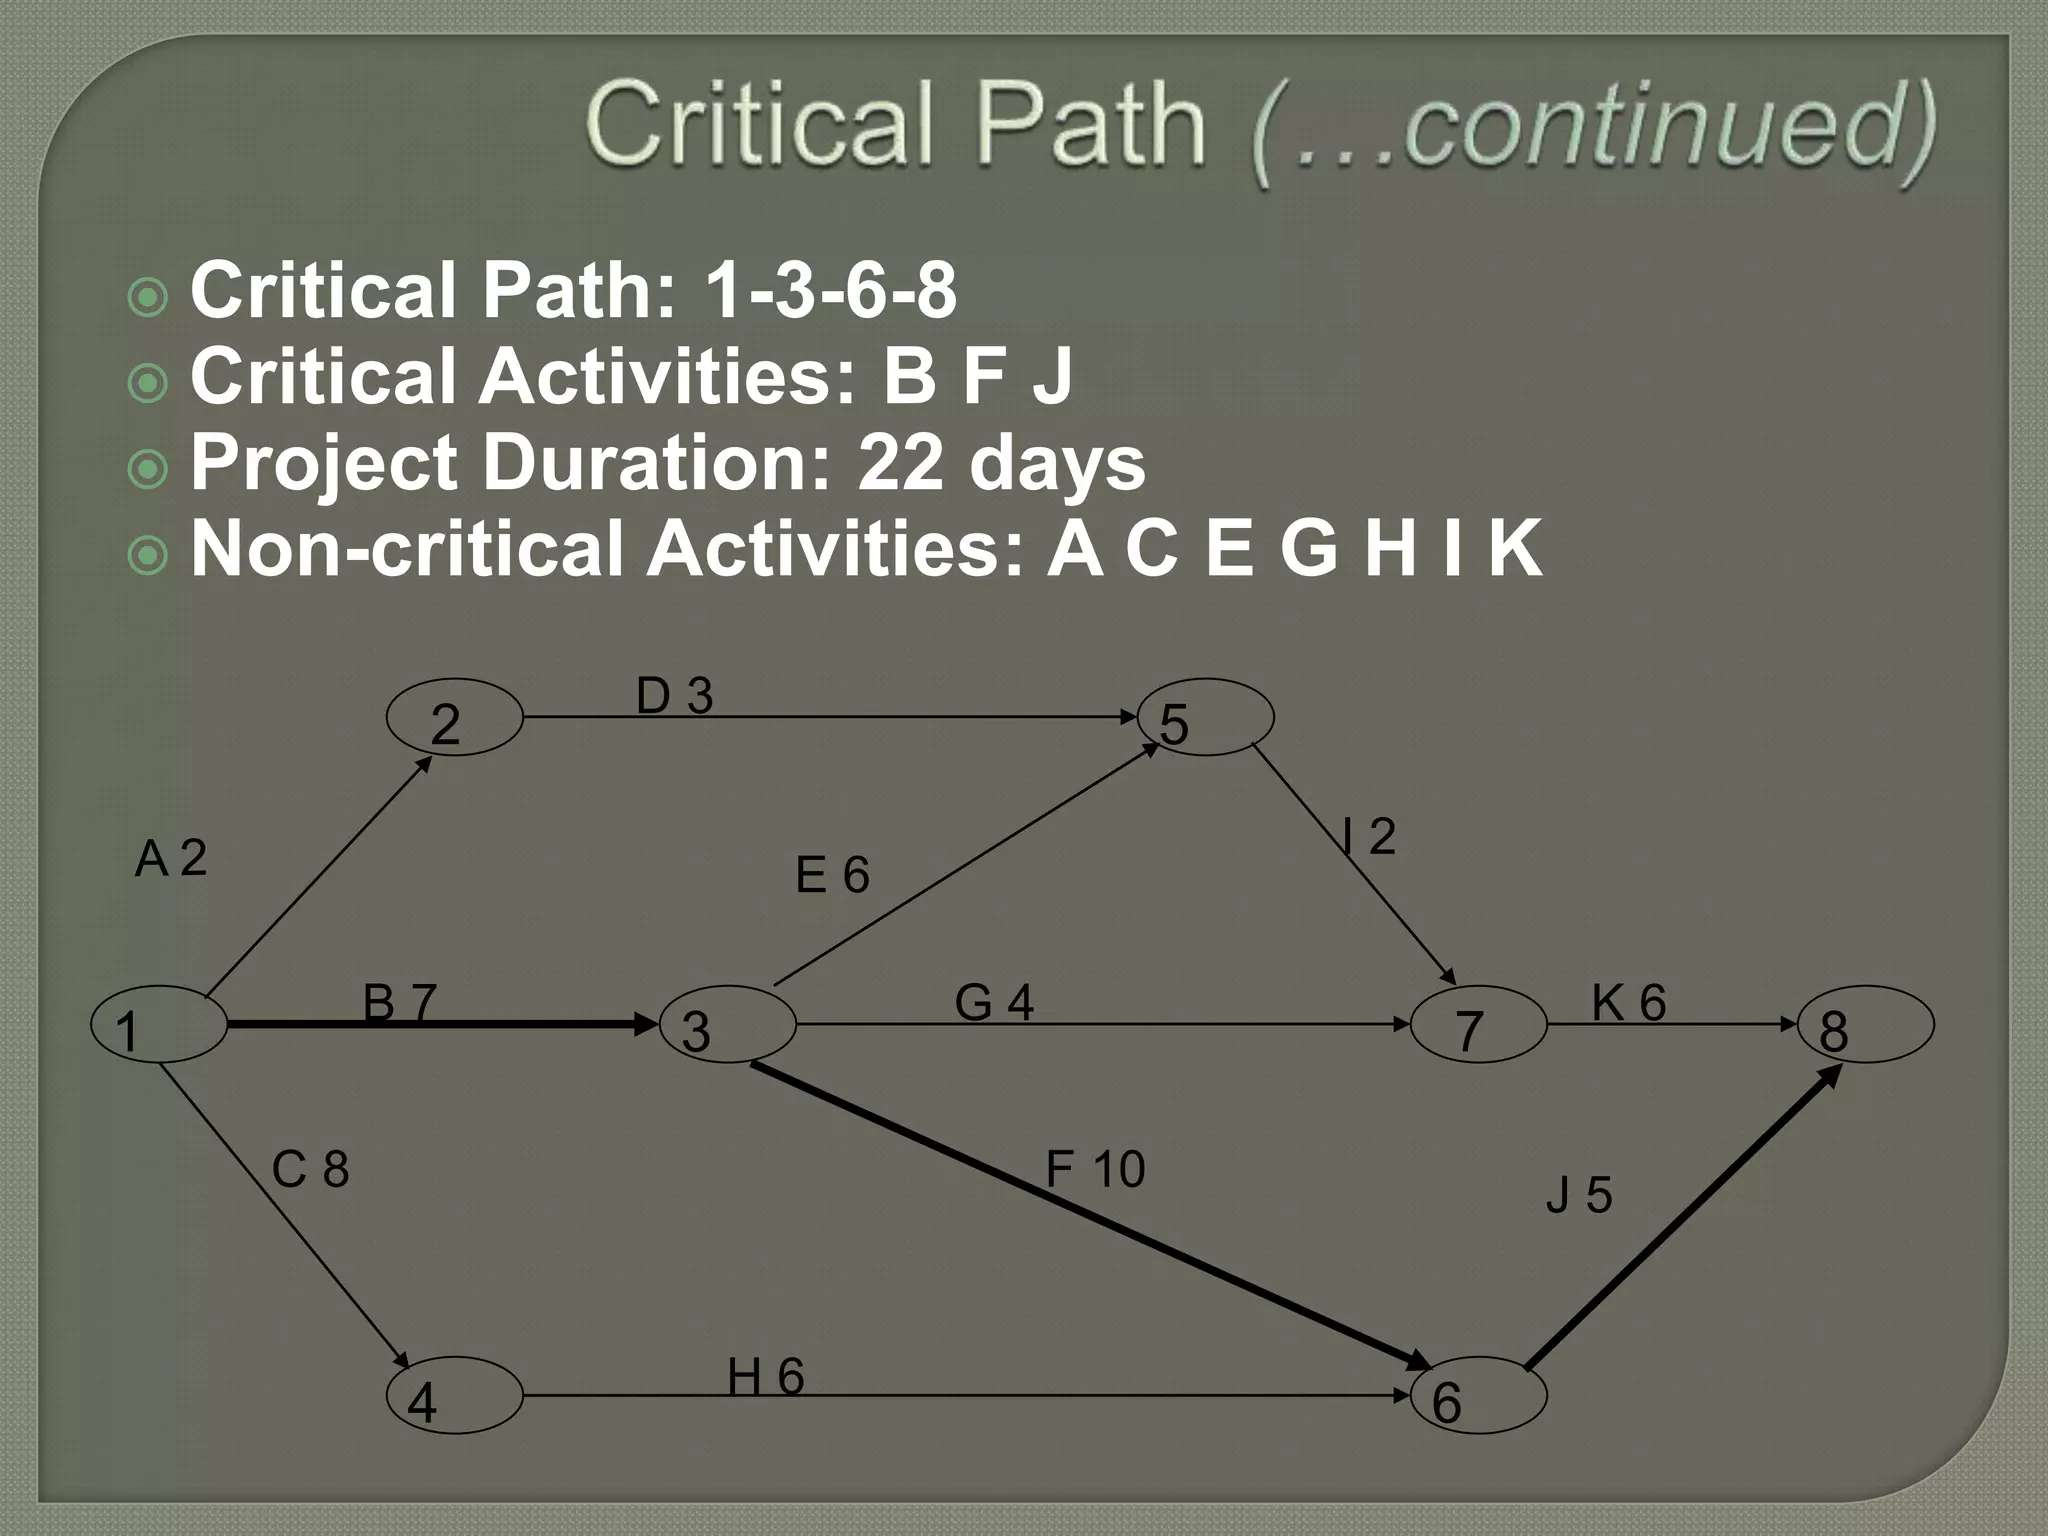 Critical Path (…continued)
Critical Path: 1-3-6-8
Critical Activities: B F J
Project Duration: 22 days
Non-critical Activities: A C E G H I K
D 3
2
5
I 2
A 2
E 6
B 7
G 4
K 6
1
3
7
8
C 8
F 10
J 5
H 6
4
6